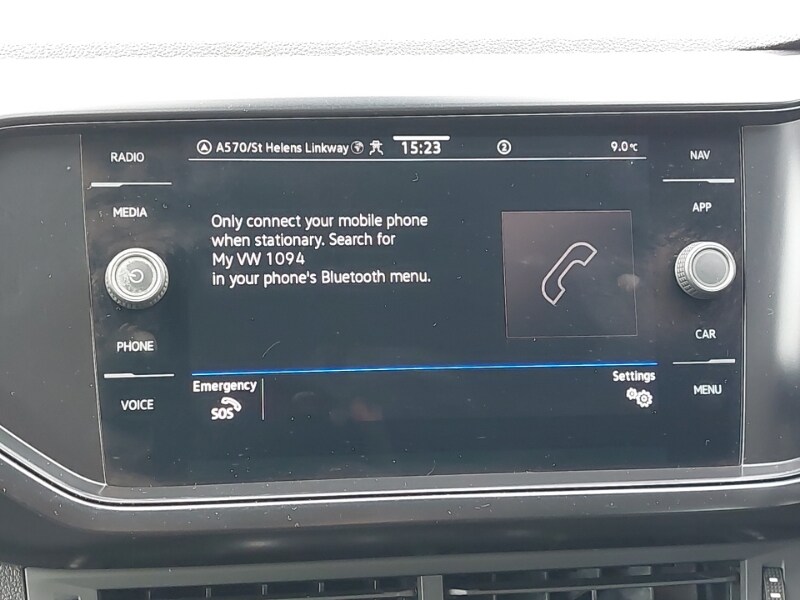 RADIO
MEDIA
PHONE
VOICE
A570/St Helens Linkway 15:23 2 9.0°C
Only connect your mobile phone
when stationary. Search for
My VW 1094
in your phone's Bluetooth menu.
Emergency
SOS
Settings
NAV
APP
CAR
MENU